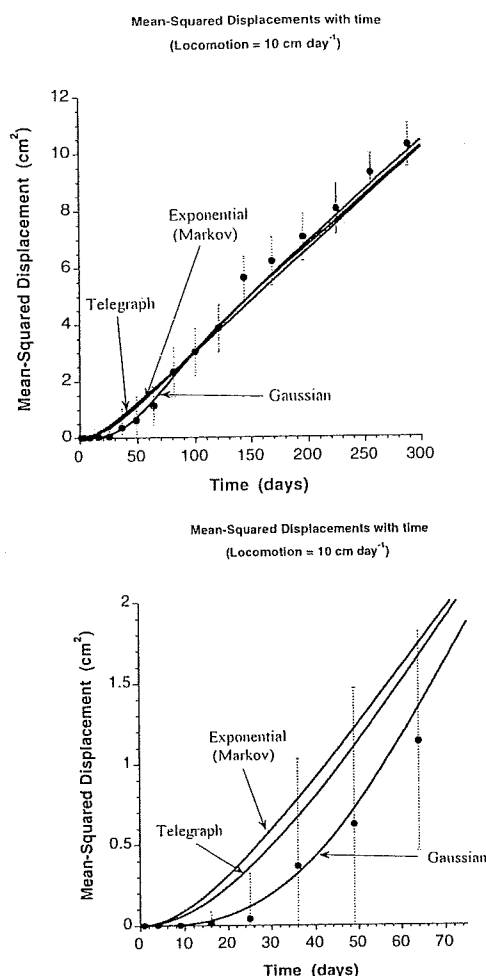 Mean-Squared Displacements with time
(Locomotion = 10 cm day⁻¹)
12
10
8
6
4
2
0
Mean-Squared Displacement (cm²)
Exponential
(Markov)
Telegraph
Gaussian
0 50 100 150 200 250 300
Time (days)
Mean-Squared Displacements with time
(Locomotion = 10 cm day⁻¹)
2
1.5
1
0.5
0
Mean-Squared Displacement (cm²)
Exponential
(Markov)
Telegraph
Gaussian
0 10 20 30 40 50 60 70
Time (days)